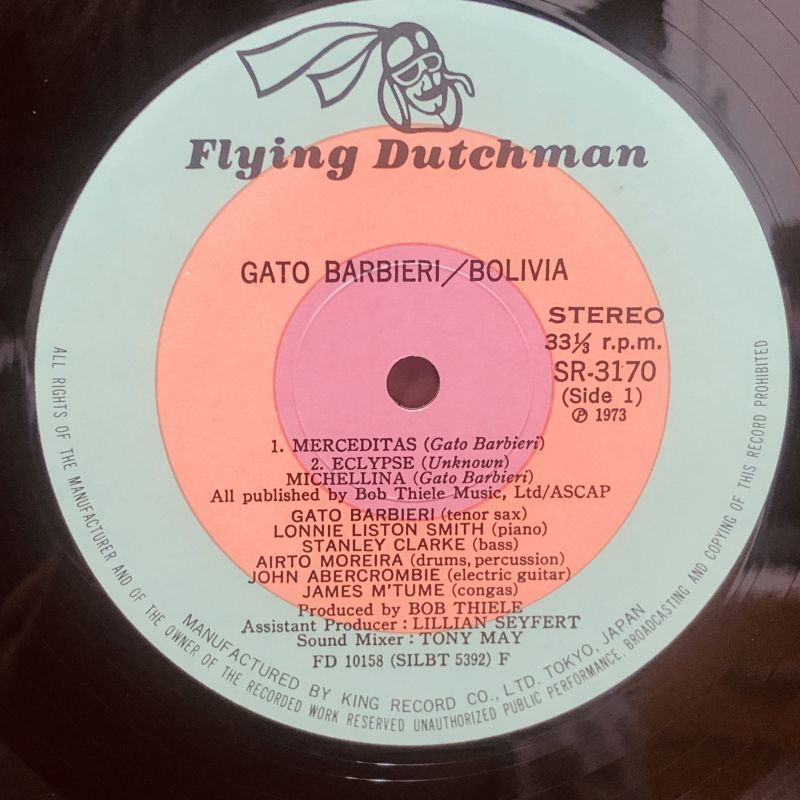 Flying Dutchman
GATO BARBIERI/BOLIVIA
STEREO
33⅓ r.p.m.
SR-3170
(Side 1)
℗ 1973
1. MERCEDITAS (Gato Barbieri)
2. ECLYPSE (Unknown)
MICHELLINA (Gato Barbieri)
All published by Bob Thiele Music, Ltd/ASCAP
GATO BARBIERI (tenor sax)
LONNIE LISTON SMITH (piano)
STANLEY CLARKE (bass)
AIRTO MOREIRA (drums, percussion)
JOHN ABERCROMBIE (electric guitar)
JAMES M'TUME (congas)
Produced by BOB THIELE
Assistant Producer : LILLIAN SEYFERT
Sound Mixer : TONY MAY
FD 10158 (SILBT 5392) F
MANUFACTURED BY KING RECORD CO., LTD. TOKYO, JAPAN
ALL RIGHTS OF THE MANUFACTURER AND OF THE OWNER OF THE RECORDED WORK RESERVED UNAUTHORIZED PUBLIC PERFORMANCE, BROADCASTING AND COPYING OF THIS RECORD PROHIBITED